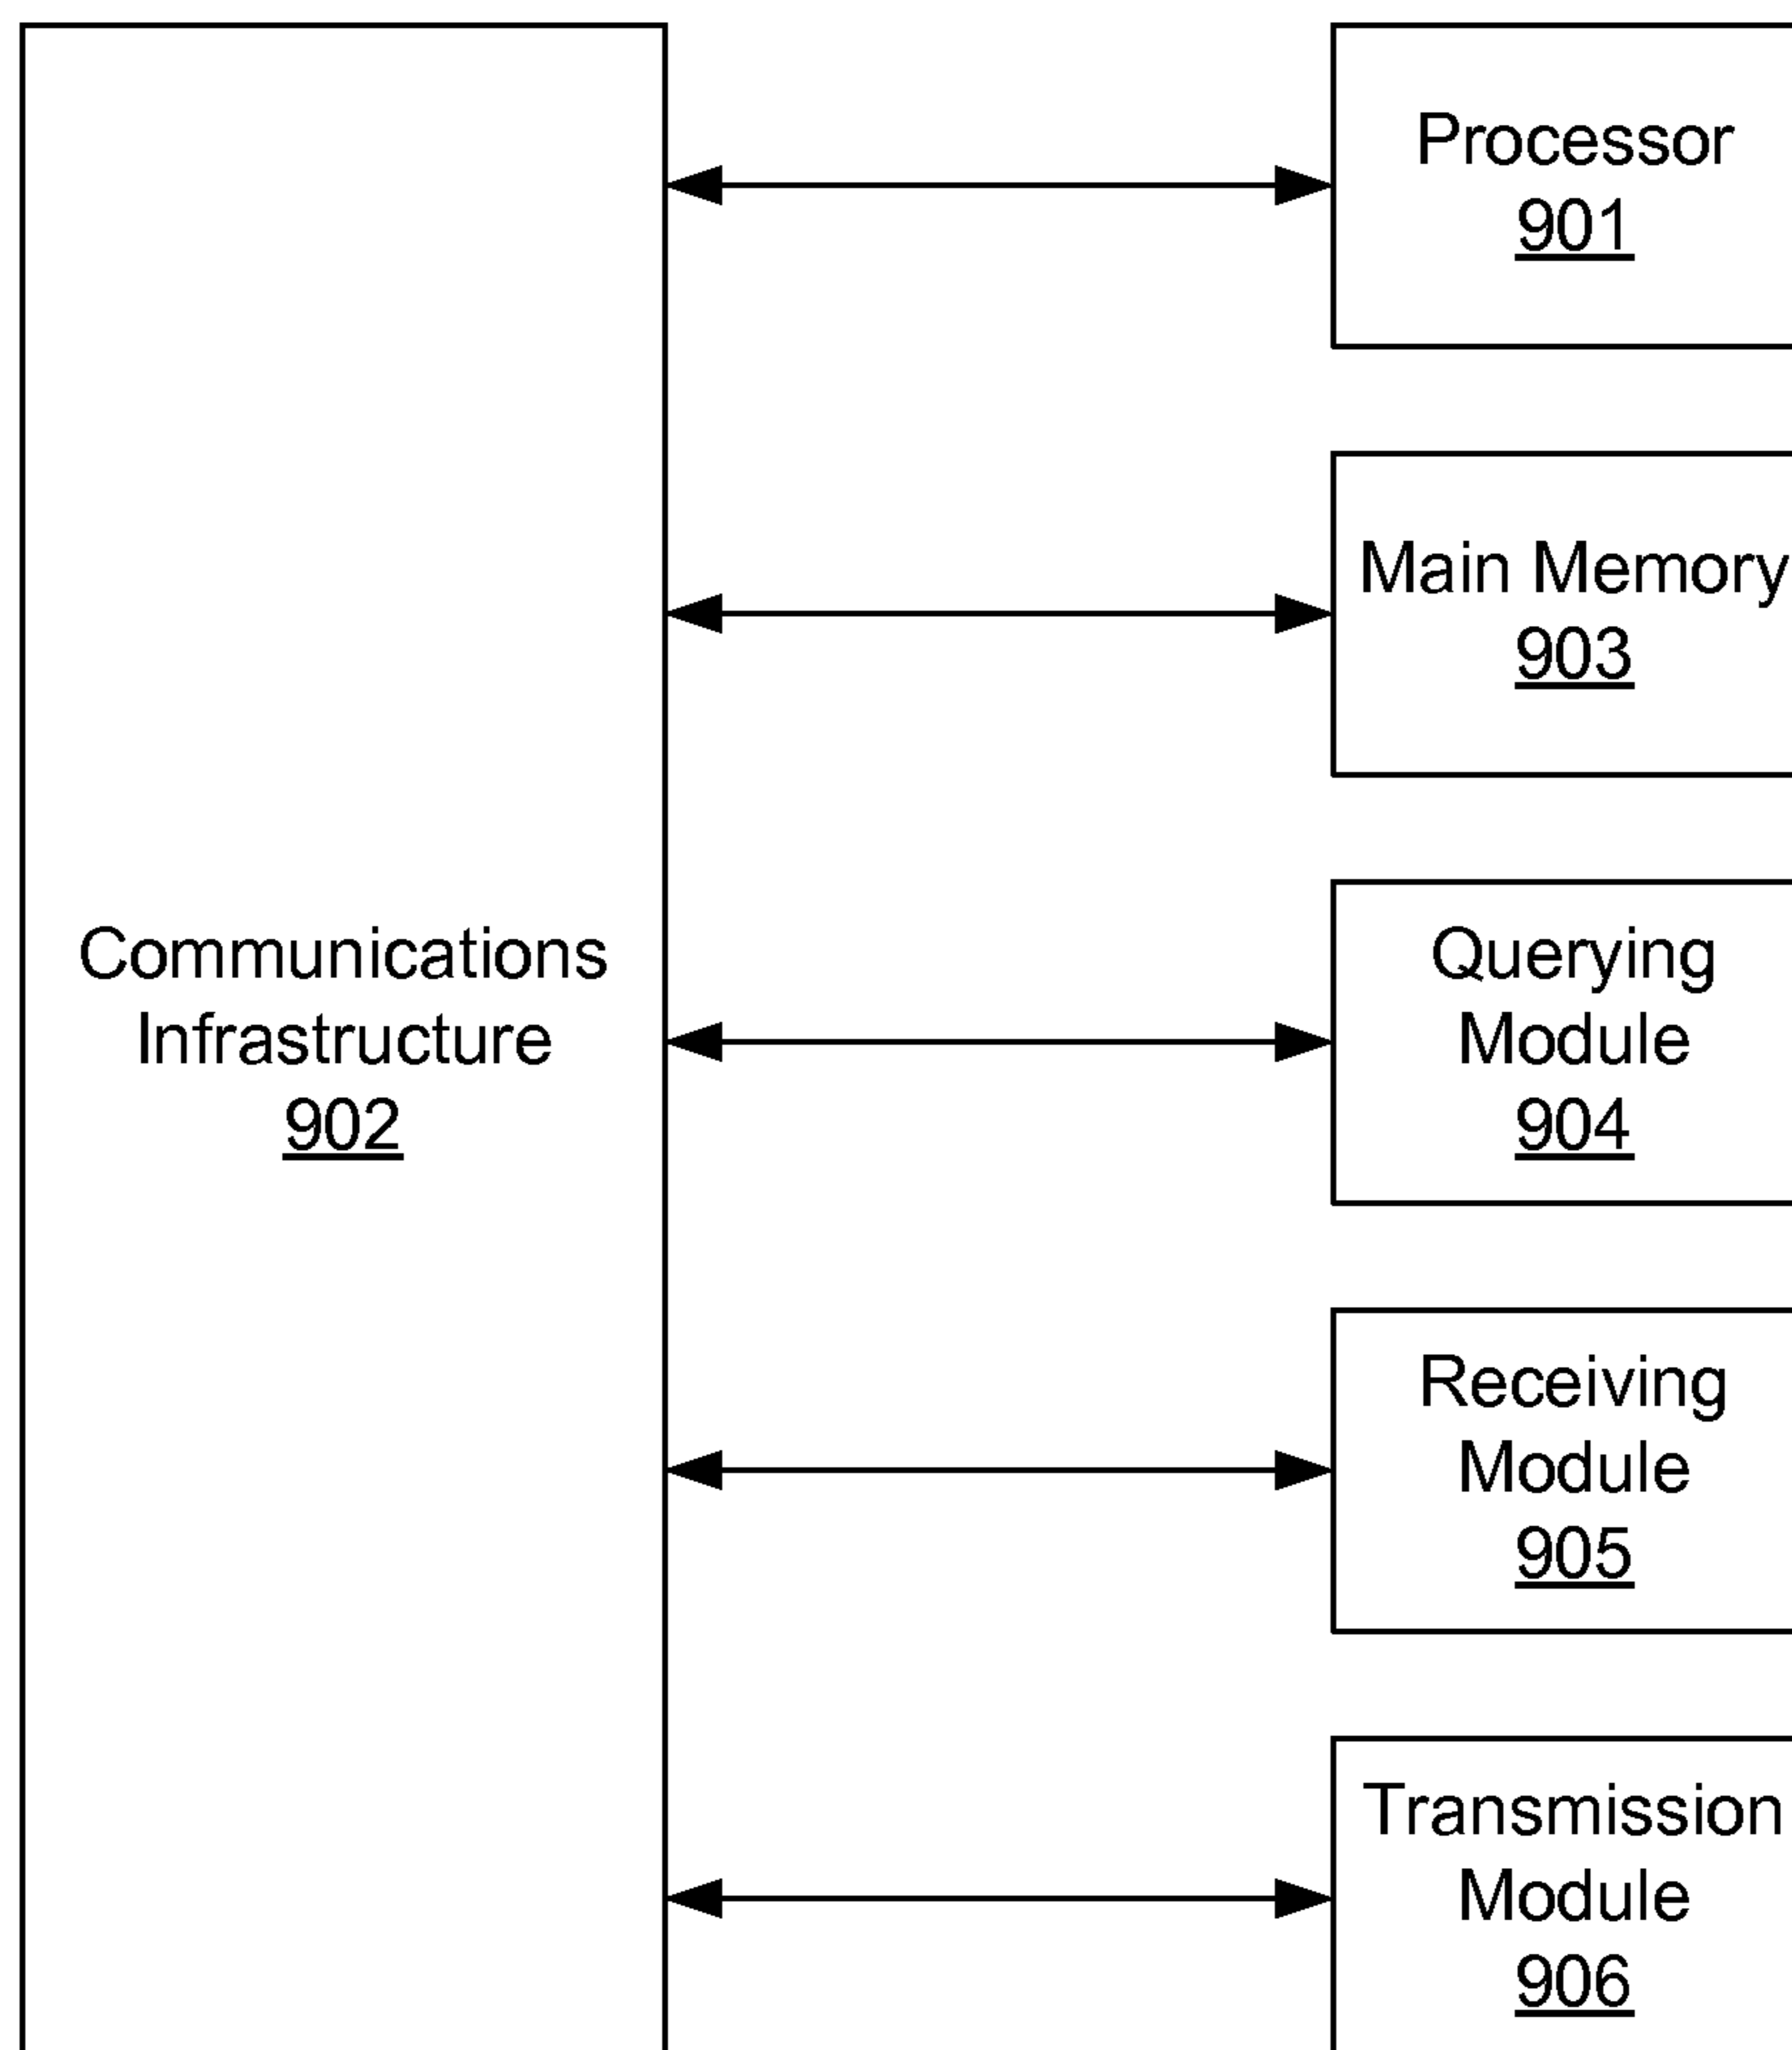 Processor
901
Main Memory
903
Communications
Infrastructure
902
Querying
Module
904
Receiving
Module
905
Transmission
Module
906